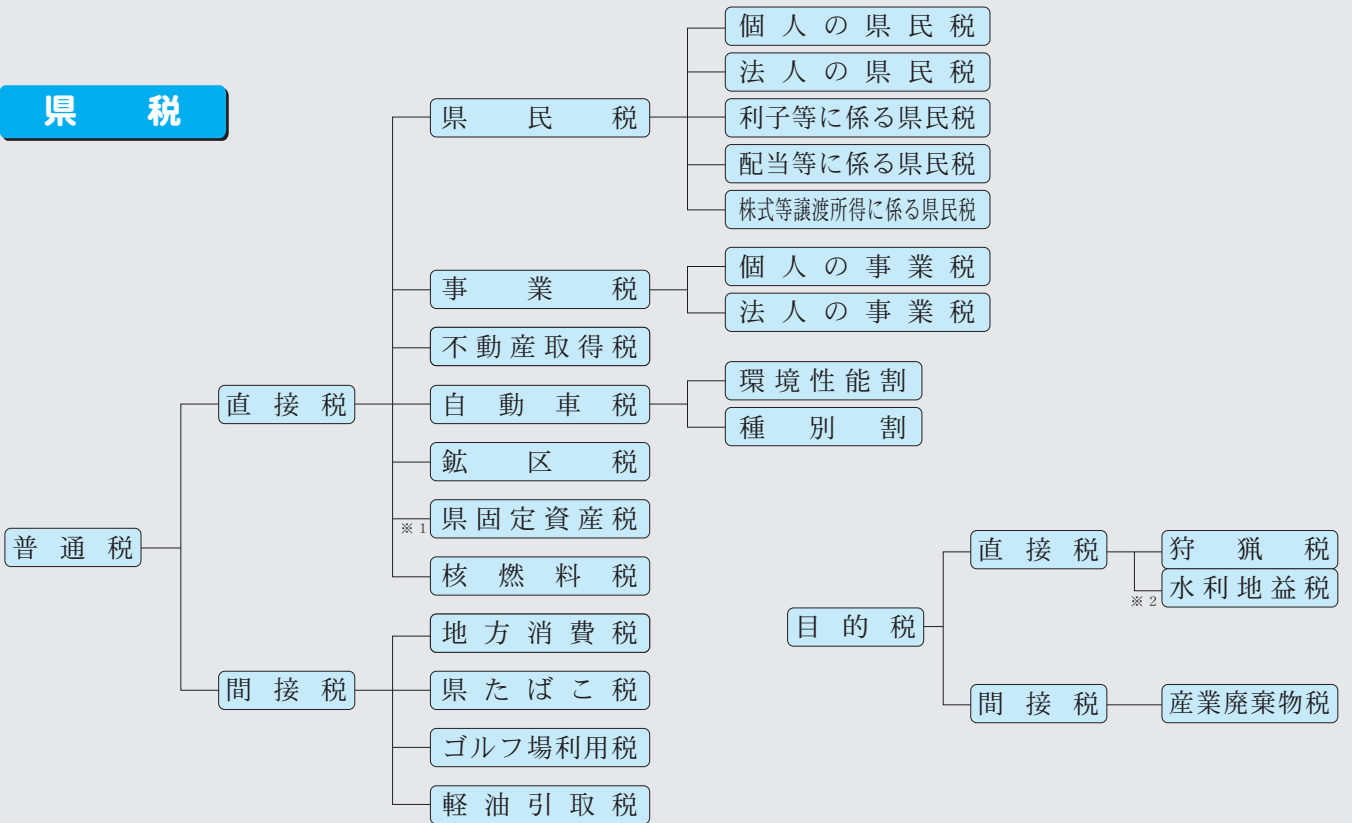 県税
普通税
直接税
県民税
個人の県民税
法人の県民税
利子等に係る県民税
配当等に係る県民税
株式等譲渡所得に係る県民税
事業税
個人の事業税
法人の事業税
不動産取得税
自動車税
環境性能割
種別割
鉱区税
※1
県固定資産税
核燃料税
間接税
地方消費税
県たばこ税
ゴルフ場利用税
軽油引取税
目的税
直接税
狩猟税
※2
水利地益税
間接税
産業廃棄物税